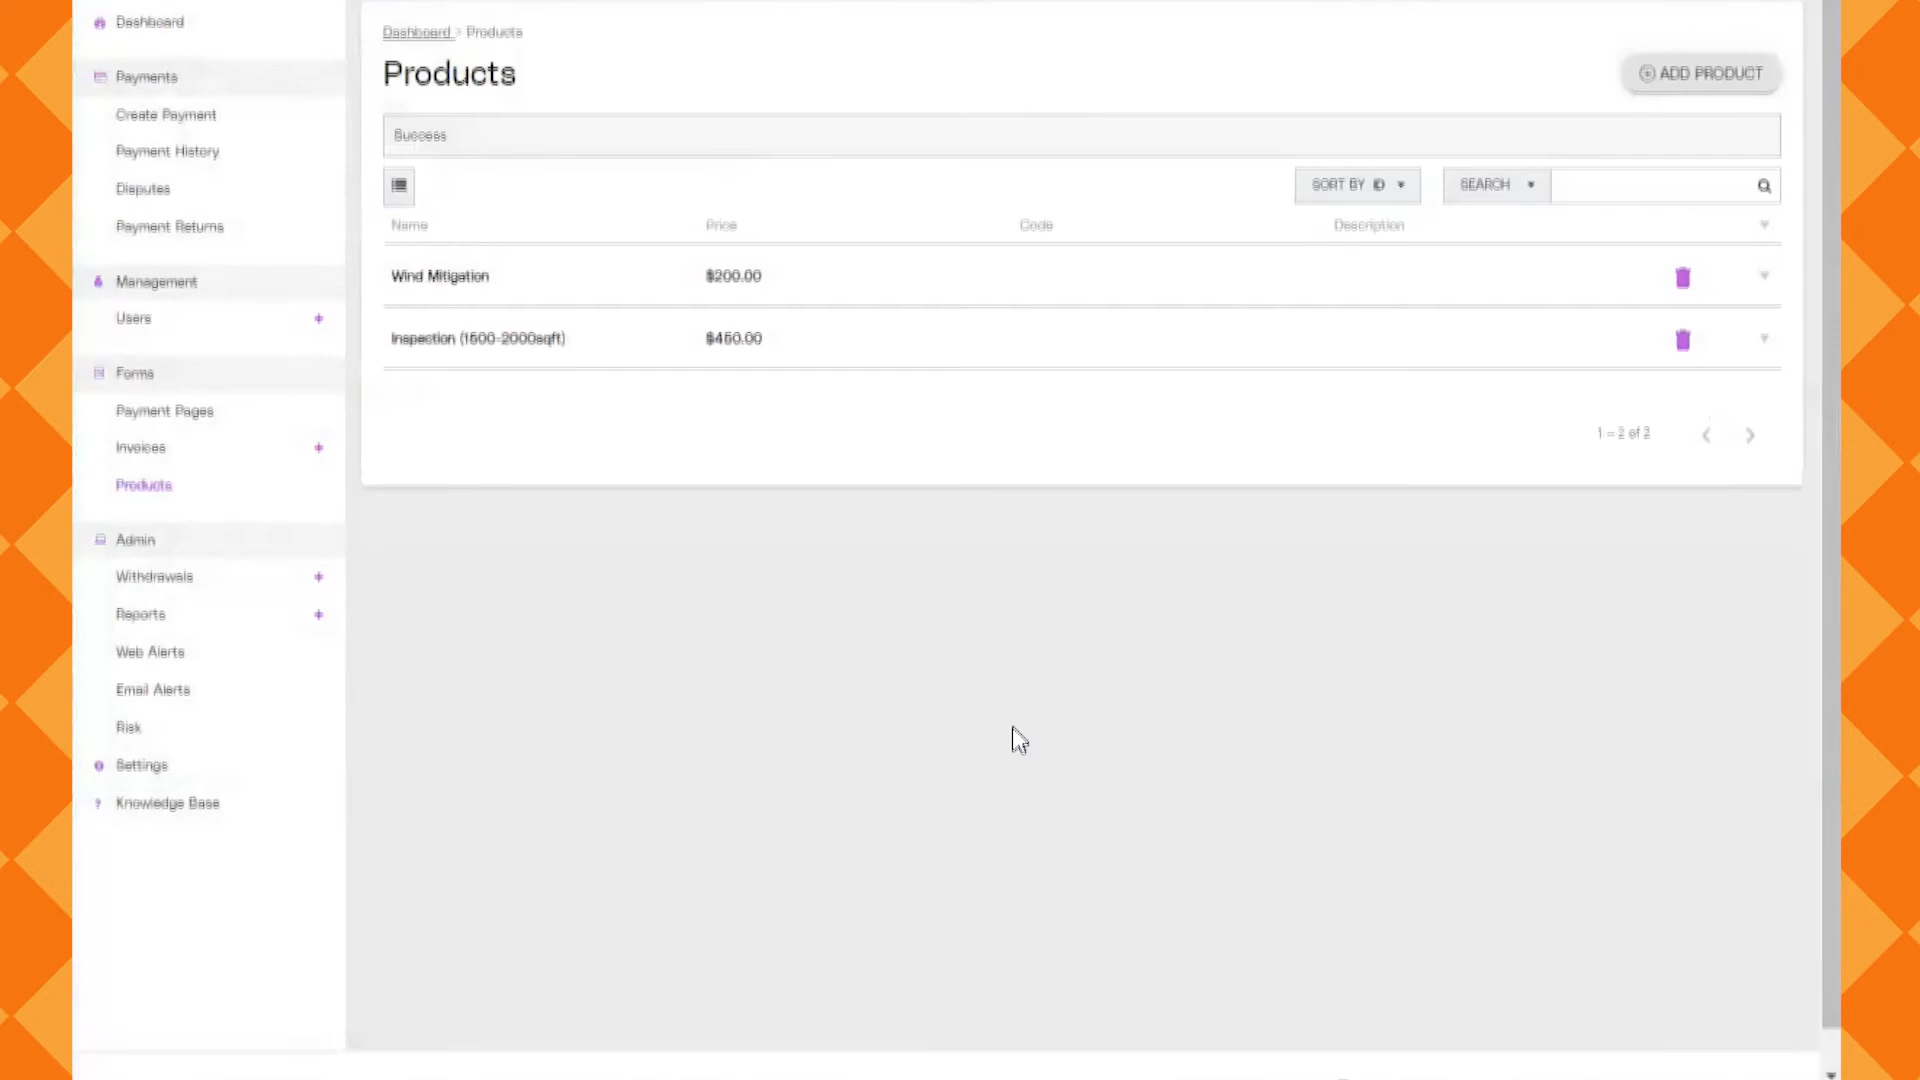 Dashboard
Payments
Create Payment
Payment History
Disputes
Payment Returns
Management
Users
Forms
Payment Pages
Invoices
Products
Admin
Withdrawals
Reports
Web Alerts
Email Alerts
Risk
Settings
Knowledge Base
Dashboard > Products
Products
ADD PRODUCT
Success
SORT BY ID
SEARCH
Name Price Code Description
Wind Mitigation $200.00
Inspection (1500-2000sqft) $450.00
1 – 2 of 2